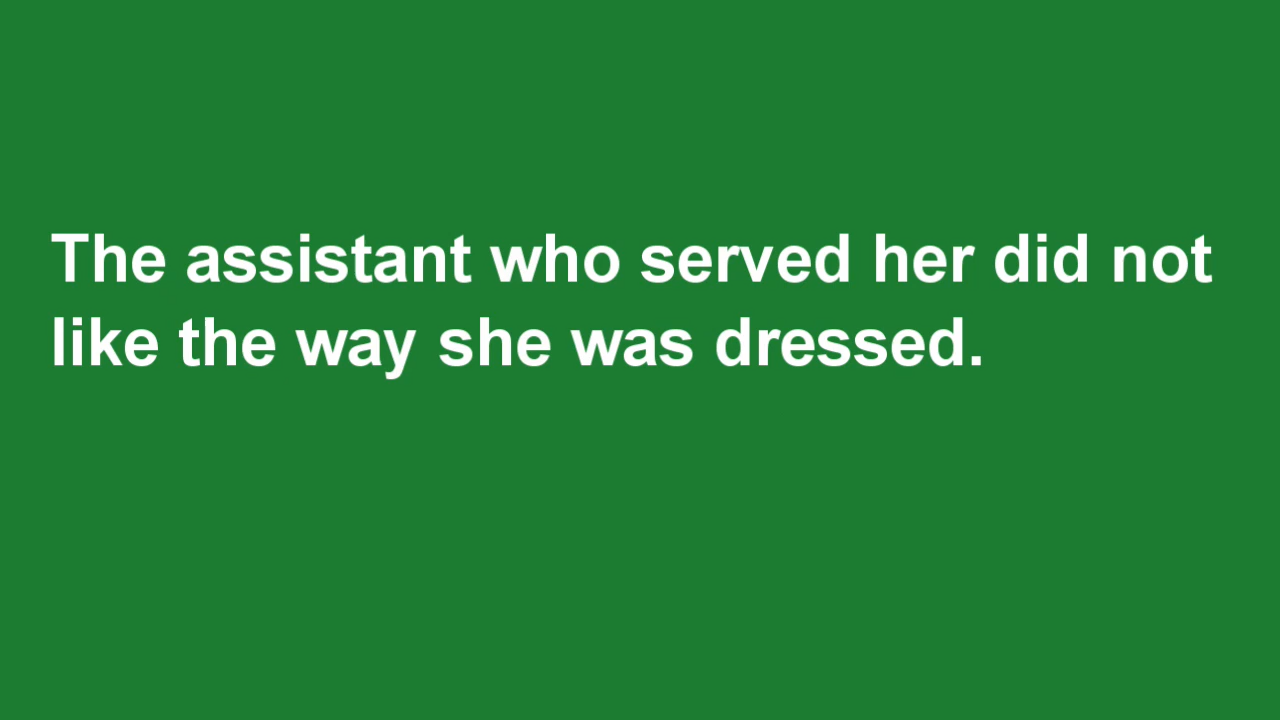 The assistant who served her did not
like the way she was dressed.